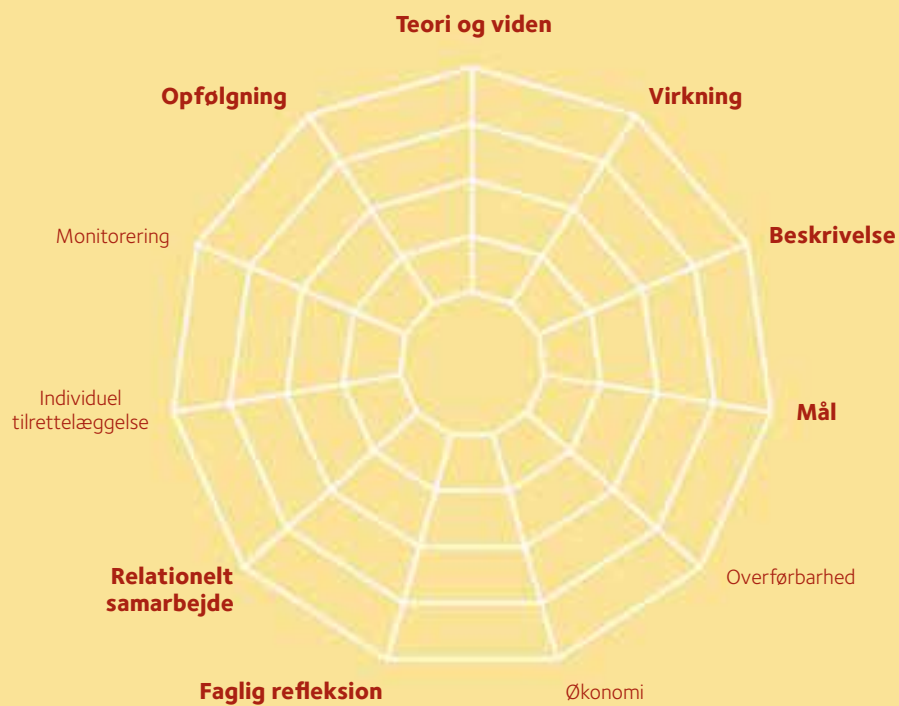 Teori og viden
Opfølgning
Virkning
Monitorering
Beskrivelse
Individuel
tilrettelæggelse
Mål
Relationelt
samarbejde
Overførbarhed
Faglig refleksion
Økonomi